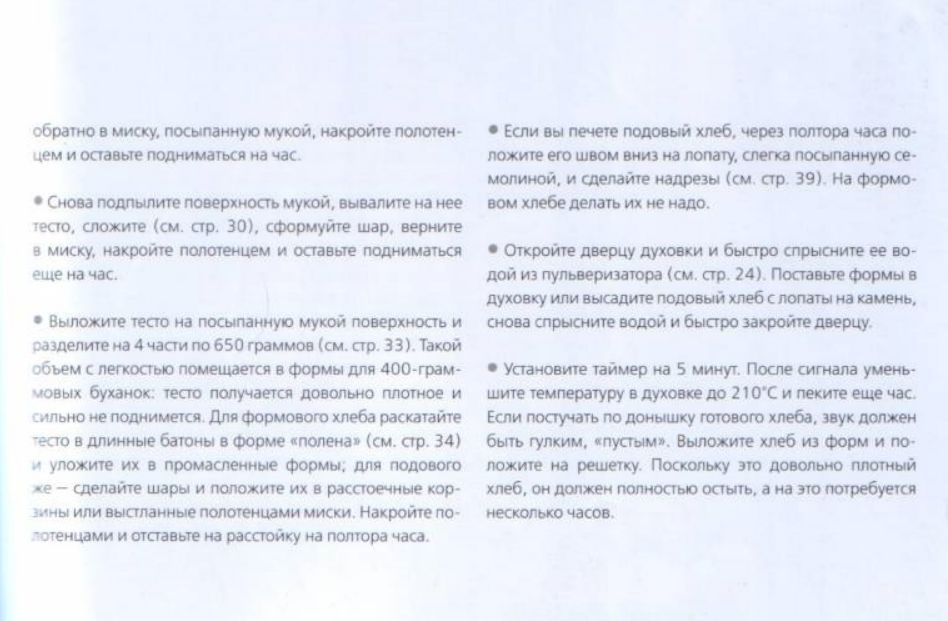 обратно в миску, посыпанную мукой, накройте полотен-
цем и оставьте подниматься на час.
• Снова подпылите поверхность мукой, вывалите на нее
тесто, сложите (см. стр. 30), сформуйте шар, верните
в миску, накройте полотенцем и оставьте подниматься
еще на час.
• Выложите тесто на посыпанную мукой поверхность и
разделите на 4 части по 650 граммов (см. стр. 33). Такой
объем с легкостью помещается в формы для 400-грам-
мовых буханок: тесто получается довольно плотное и
сильно не поднимется. Для формового хлеба раскатайте
тесто в длинные батоны в форме «полена» (см. стр. 34)
и уложите их в промасленные формы; для подового
же — сделайте шары и положите их в расстоечные кор-
зины или выстланные полотенцами миски. Накройте по-
лотенцами и отставьте на расстойку на полтора часа.
• Если вы печете подовый хлеб, через полтора часа по-
ложите его швом вниз на лопату, слегка посыпанную се-
молиной, и сделайте надрезы (см. стр. 39). На формо-
вом хлебе делать их не надо.
• Откройте дверцу духовки и быстро спрысните ее во-
дой из пульверизатора (см. стр. 24). Поставьте формы в
духовку или высадите подовый хлеб с лопаты на камень,
снова спрысните водой и быстро закройте дверцу.
• Установите таймер на 5 минут. После сигнала умень-
шите температуру в духовке до 210°C и пеките еще час.
Если постучать по донышку готового хлеба, звук должен
быть гулким, «пустым». Выложите хлеб из форм и по-
ложите на решетку. Поскольку это довольно плотный
хлеб, он должен полностью остыть, а на это потребуется
несколько часов.